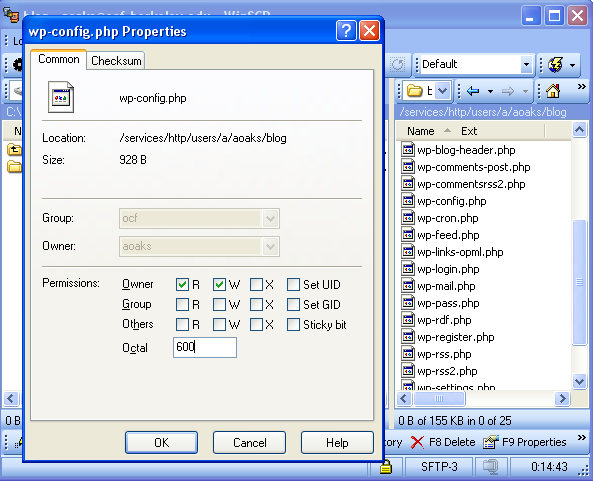 wp-config.php Properties
Common
Checksum
wp-config.php
Location:
/services/http/users/a/aoaks/blog
Size:
928 B
Group:
ocf
Owner:
aoaks
Permissions:
Owner R W X Set UID
Group R W X Set GID
Others R W X Sticky bit
Octal
600
OK
Cancel
Help
Default
/services/http/users/a/aoaks/blog
Name
Ext
wp-blog-header.php
wp-comments-post.php
wp-commentsrss2.php
wp-config.php
wp-cron.php
wp-feed.php
wp-links-opml.php
wp-login.php
wp-mail.php
wp-pass.php
wp-rdf.php
wp-register.php
wp-rss.php
wp-rss2.php
wp-settings.php
0 B of 155 KB in 0 of 25
F8 Delete
F9 Properties
SFTP-3
0:14:43